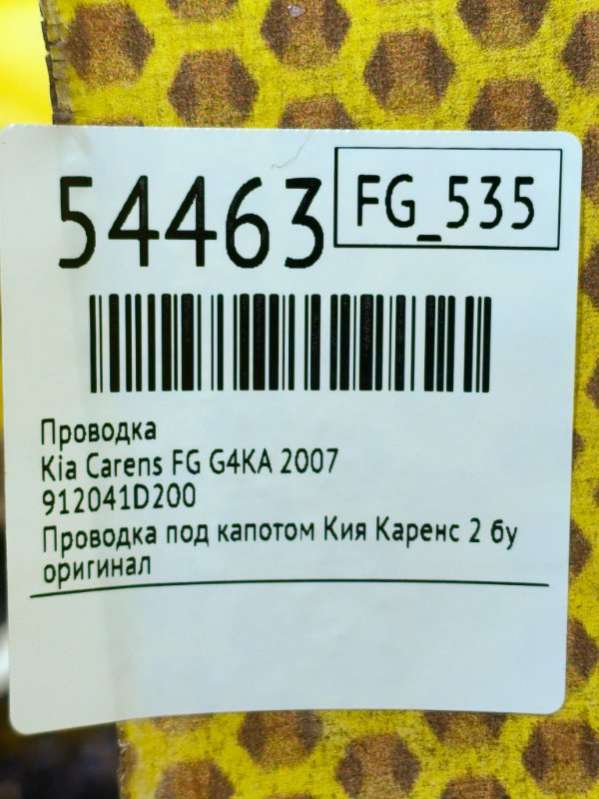 54463
FG_535
Проводка
Kia Carens FG G4KA 2007
912041D200
Проводка под капотом Кия Каренс 2 бу
оригинал